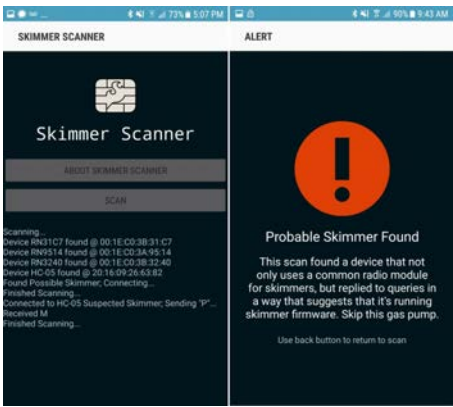 73% 5:07 PM
SKIMMER SCANNER
Skimmer Scanner
ABOUT SKIMMER SCANNER
SCAN
Scanning...
Device RN31C7 found @ 00:1E:C0:3B:31:C7
Device RN9514 found @ 00:1E:C0:3A:95:14
Device RN3240 found @ 00:1E:C0:3B:32:40
Device HC-05 found @ 20:16:09:26:63:82
Found Possible Skimmer; Connecting...
Finished Scanning...
Connected to HC-05 Suspected Skimmer; Sending "P"...
Received M
Finished Scanning...
90% 9:43 AM
ALERT
!
Probable Skimmer Found
This scan found a device that not
only uses a common radio module
for skimmers, but replied to queries in
a way that suggests that it's running
skimmer firmware. Skip this gas pump.
Use back button to return to scan